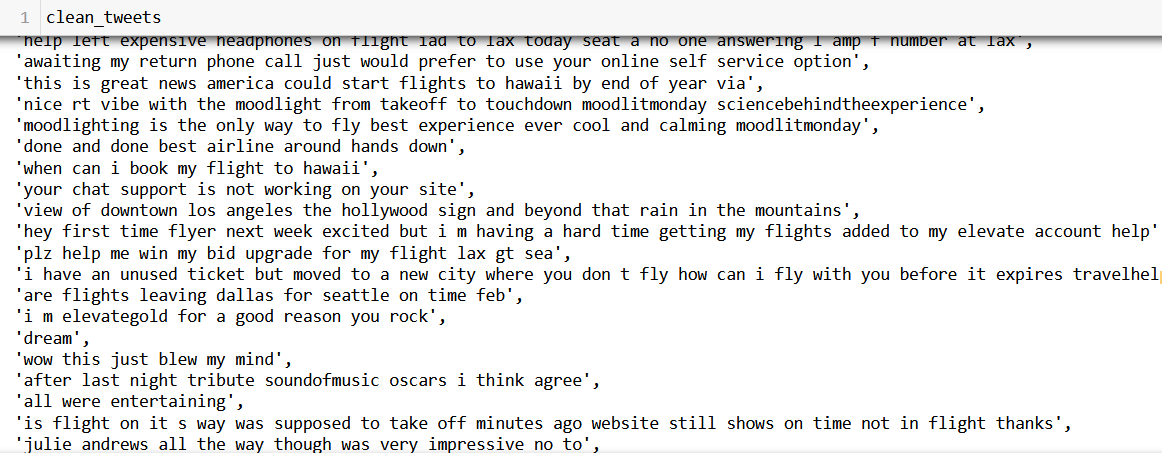 1 clean_tweets
'help left expensive headphones on flight iad to lax today seat a no one answering l amp f number at lax',
'awaiting my return phone call just would prefer to use your online self service option',
'this is great news america could start flights to hawaii by end of year via',
'nice rt vibe with the moodlight from takeoff to touchdown moodlitmonday sciencebehindtheexperience',
'moodlighting is the only way to fly best experience ever cool and calming moodlitmonday',
'done and done best airline around hands down',
'when can i book my flight to hawaii',
'your chat support is not working on your site',
'view of downtown los angeles the hollywood sign and beyond that rain in the mountains',
'hey first time flyer next week excited but i m having a hard time getting my flights added to my elevate account help'
'plz help me win my bid upgrade for my flight lax gt sea',
'i have an unused ticket but moved to a new city where you don t fly how can i fly with you before it expires travelhel
'are flights leaving dallas for seattle on time feb',
'i m elevategold for a good reason you rock',
'dream',
'wow this just blew my mind',
'after last night tribute soundofmusic oscars i think agree',
'all were entertaining',
'is flight on it s way was supposed to take off minutes ago website still shows on time not in flight thanks',
'julie andrews all the way though was very impressive no to',